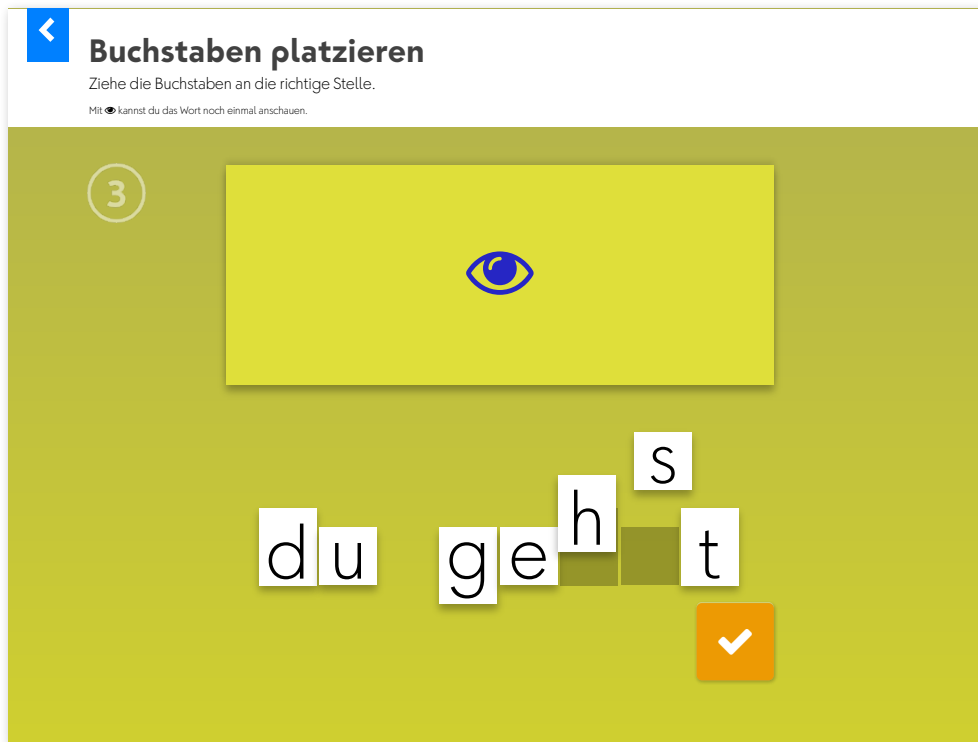 Buchstaben platzieren
Ziehe die Buchstaben an die richtige Stelle.
Mit kannst du das Wort noch einmal anschauen.
3
s
du geh t